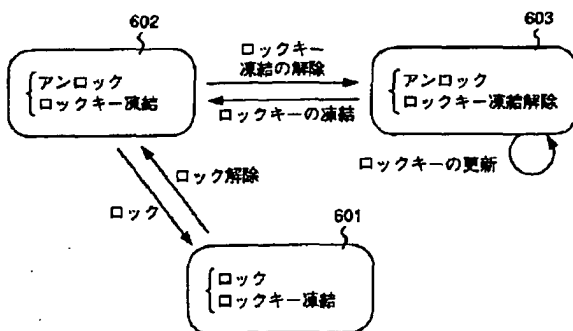 602
603
ロックキー
凍結の解除
アンロック
ロックキー凍結
アンロック
ロックキー凍結解除
ロックキーの凍結
ロックキーの更新
ロック解除
ロック
601
ロック
ロックキー凍結